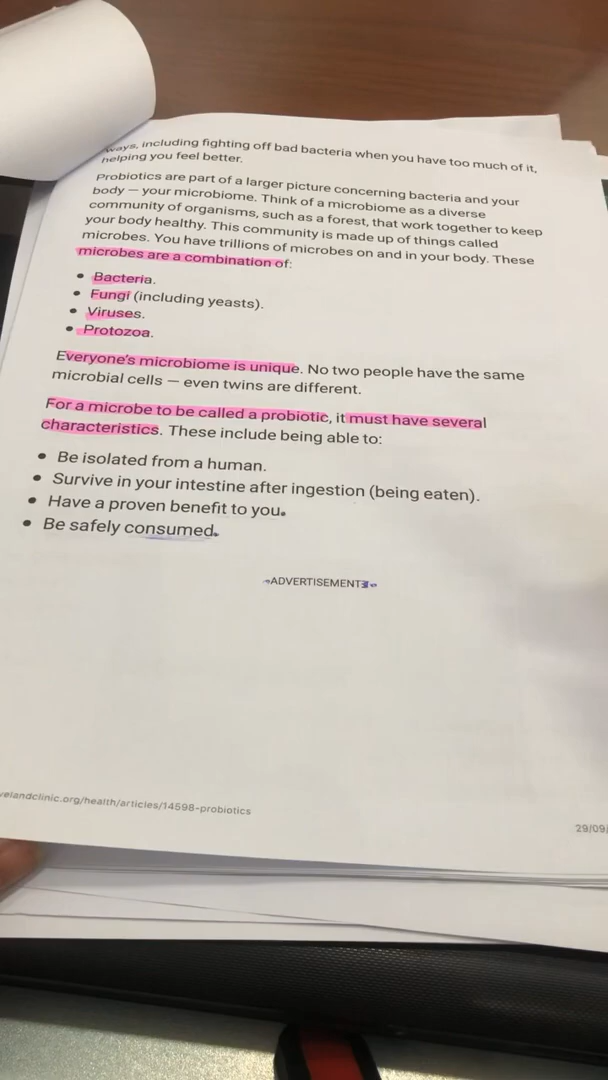 ways, including fighting off bad bacteria when you have too much of it,
helping you feel better.
Probiotics are part of a larger picture concerning bacteria and your
body — your microbiome. Think of a microbiome as a diverse
community of organisms, such as a forest, that work together to keep
your body healthy. This community is made up of things called
microbes. You have trillions of microbes on and in your body. These
microbes are a combination of:
• Bacteria.
• Fungi (including yeasts).
• Viruses.
• Protozoa.
Everyone's microbiome is unique. No two people have the same
microbial cells — even twins are different.
For a microbe to be called a probiotic, it must have several
characteristics. These include being able to:
• Be isolated from a human.
• Survive in your intestine after ingestion (being eaten).
• Have a proven benefit to you.
• Be safely consumed.
ADVERTISEMENT
velandclinic.org/health/articles/14598-probiotics
29/09/